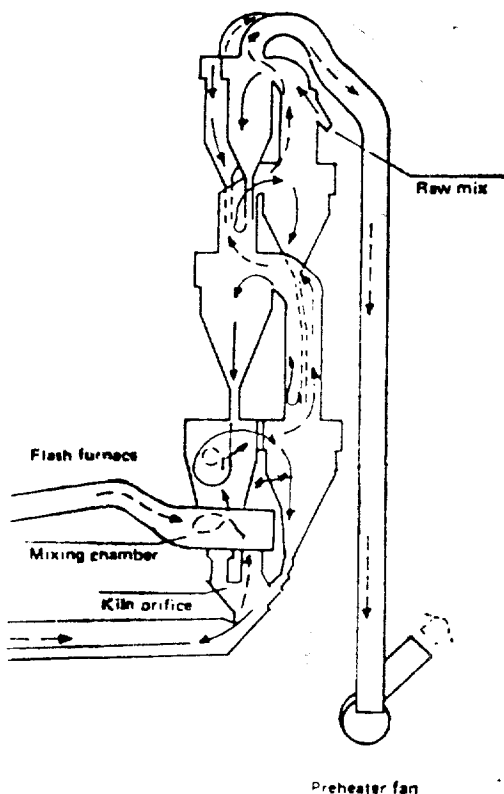 Raw mix
Flash furnace
Mixing chamber
Kiln orifice
Preheater fan